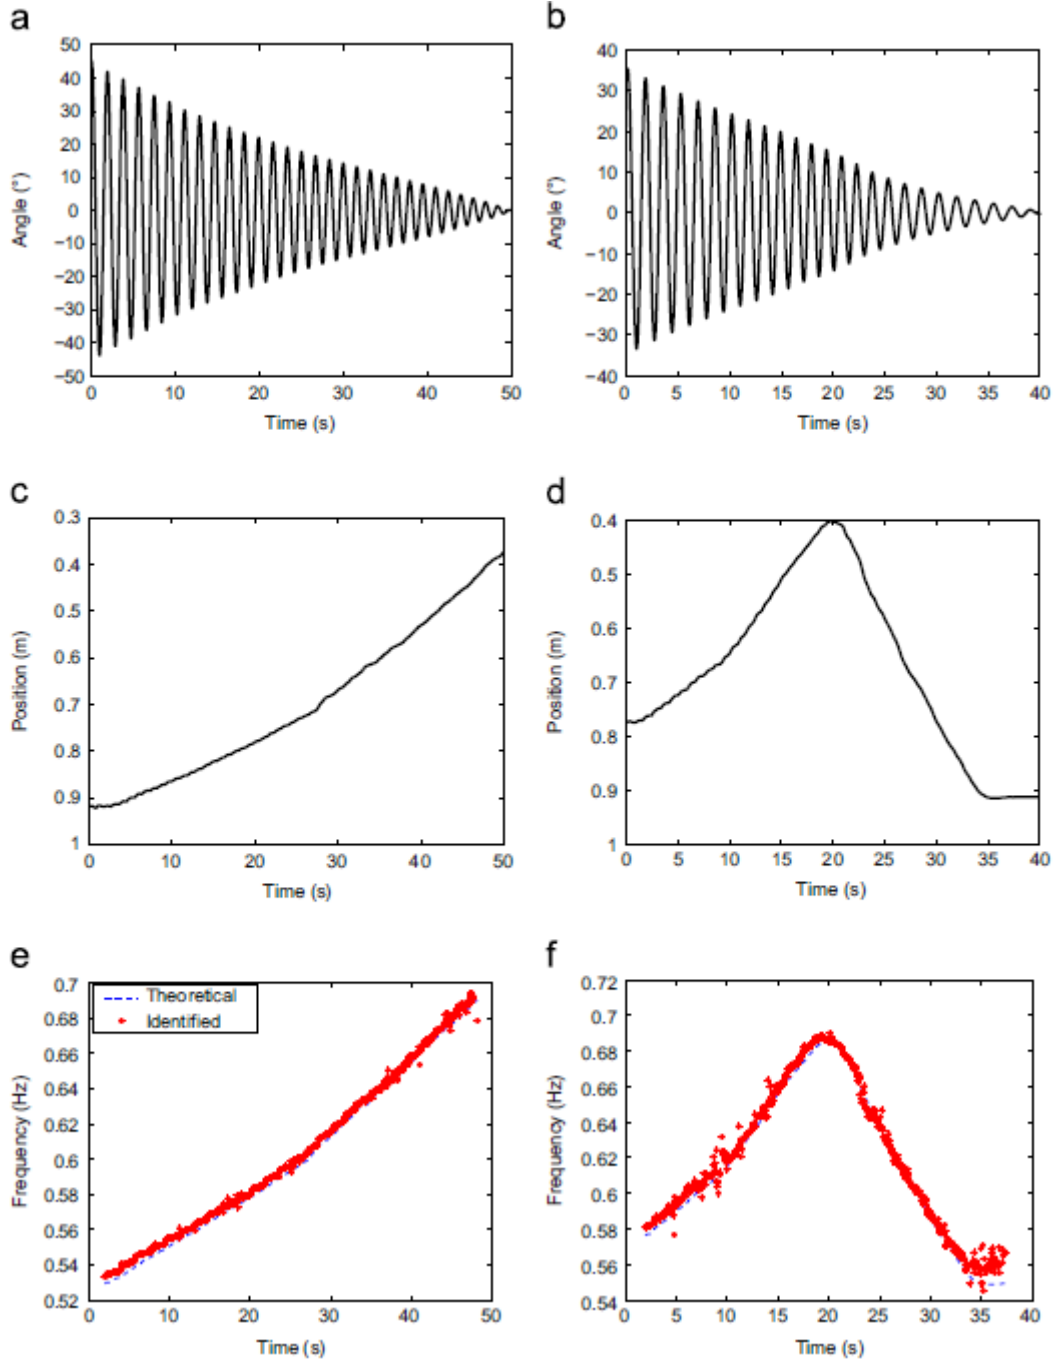 a
50
40
30
20
10
0
−10
−20
−30
−40
−50
Angle (°)
0 10 20 30 40 50
Time (s)
b
40
30
20
10
0
−10
−20
−30
−40
Angle (°)
0 5 10 15 20 25 30 35 40
Time (s)
c
0.3
0.4
0.5
0.6
0.7
0.8
0.9
1
Position (m)
0 10 20 30 40 50
Time (s)
d
0.4
0.5
0.6
0.7
0.8
0.9
1
Position (m)
0 5 10 15 20 25 30 35 40
Time (s)
e
0.7
0.68
0.66
0.64
0.62
0.6
0.58
0.56
0.54
0.52
Frequency (Hz)
Theoretical
Identified
0 10 20 30 40 50
Time (s)
f
0.72
0.7
0.68
0.66
0.64
0.62
0.6
0.58
0.56
0.54
Frequency (Hz)
0 5 10 15 20 25 30 35 40
Time (s)